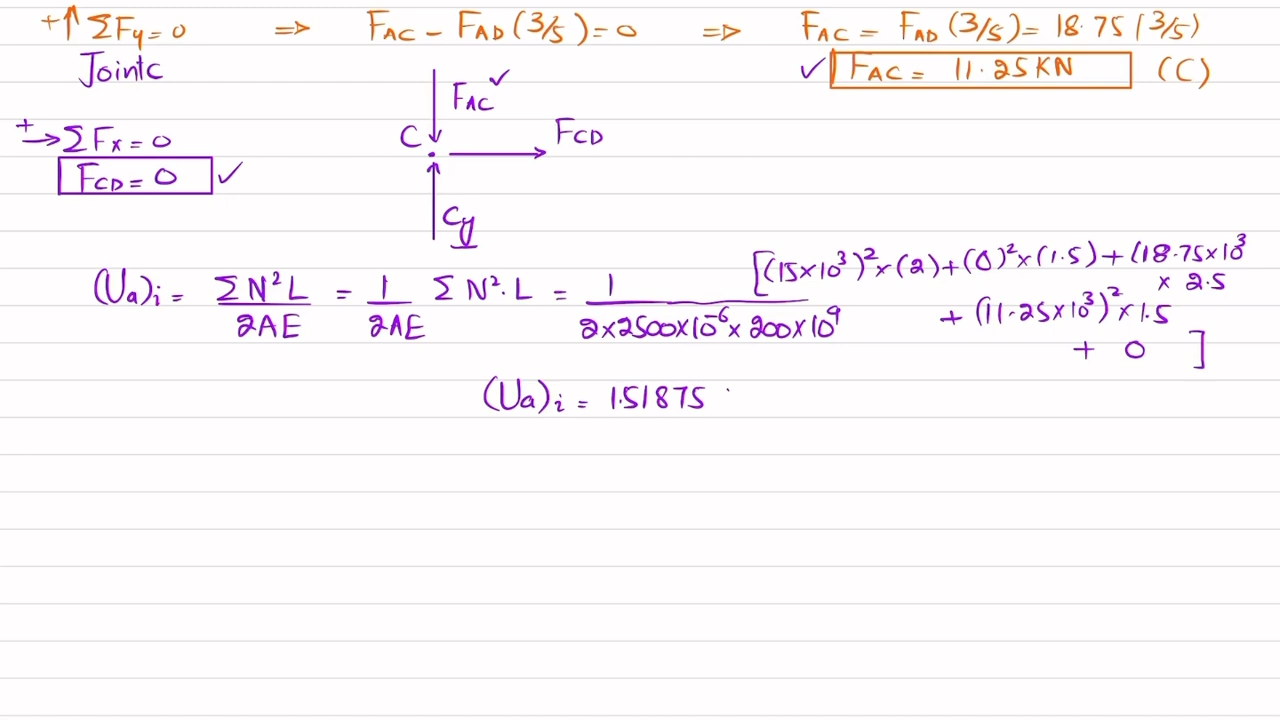 +↑ ΣFy = 0 ⇒ FAC - FAD (3/5) = 0 ⇒ FAC = FAD (3/5) = 18.75 (3/5)
Joint C
✓ FAC = 11.25 KN (C)
FAC ✓
+→ ΣFx = 0
C
FCD
FCD = 0 ✓
Cy
(Ua)i = ΣN²L / 2AE = 1 / 2AE ΣN².L = 1 / 2×2500×10⁻⁶×200×10⁹ [(15×10³)²×(2)+(0)²×(1.5)+(18.75×10³
× 2.5
+ (11.25×10³)²×1.5
+ 0 ]
(Ua)i = 1.51875